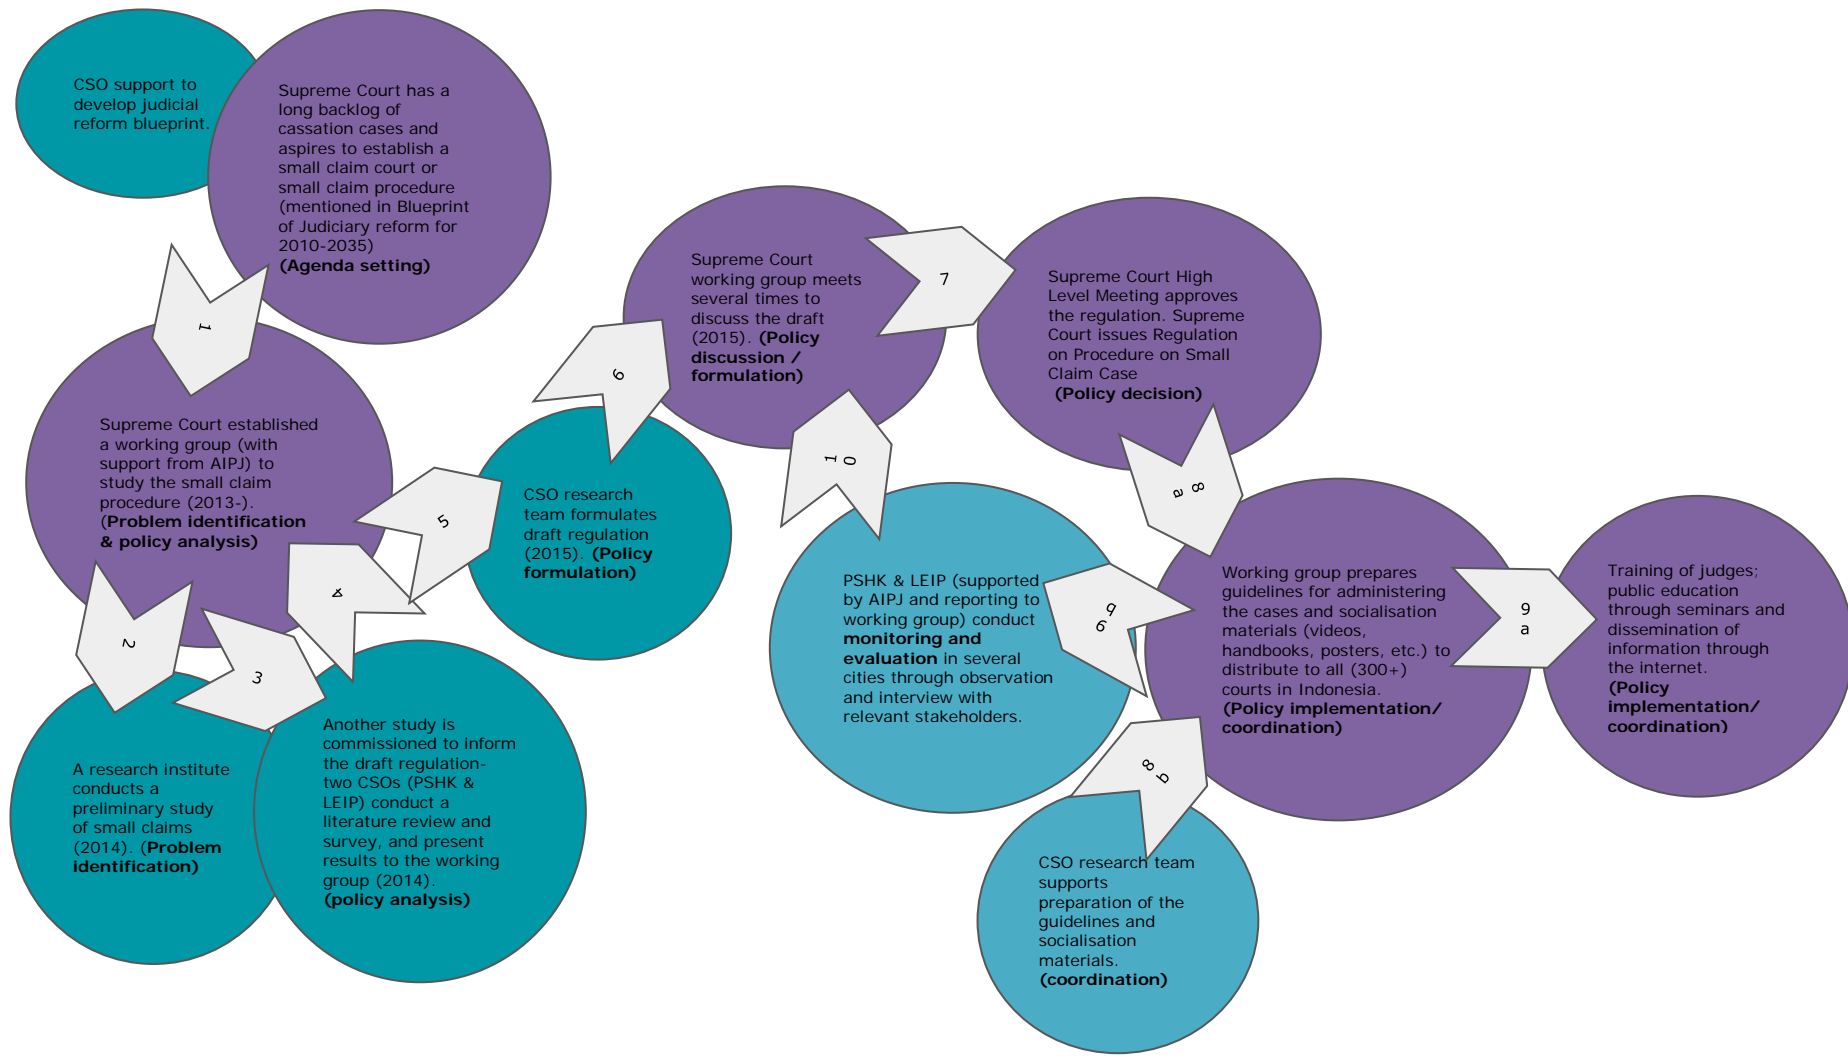 CSO support to
develop judicial
reform blueprint.
Supreme Court has a
long backlog of
cassation cases and
aspires to establish a
small claim court or
small claim procedure
(mentioned in Blueprint
of Judiciary reform for
2010-2035)
(Agenda setting)
1
Supreme Court established
a working group (with
support from AIPJ) to
study the small claim
procedure (2013-).
(Problem identification
& policy analysis)
2
A research institute
conducts a
preliminary study
of small claims
(2014). (Problem
identification)
3
Another study is
commissioned to inform
the draft regulation-
two CSOs (PSHK &
LEIP) conduct a
literature review and
survey, and present
results to the working
group (2014).
(policy analysis)
4
5
CSO research
team formulates
draft regulation
(2015). (Policy
formulation)
6
Supreme Court
working group meets
several times to
discuss the draft
(2015). (Policy
discussion /
formulation)
7
Supreme Court High
Level Meeting approves
the regulation. Supreme
Court issues Regulation
on Procedure on Small
Claim Case
(Policy decision)
8
a
Working group prepares
guidelines for administering
the cases and socialisation
materials (videos,
handbooks, posters, etc.) to
distribute to all (300+)
courts in Indonesia.
(Policy implementation/
coordination)
8
b
CSO research team
supports
preparation of the
guidelines and
socialisation
materials.
(coordination)
9
a
Training of judges;
public education
through seminars and
dissemination of
information through
the internet.
(Policy
implementation/
coordination)
9
b
PSHK & LEIP (supported
by AIPJ and reporting to
working group) conduct
monitoring and
evaluation in several
cities through observation
and interview with
relevant stakeholders.
1
0